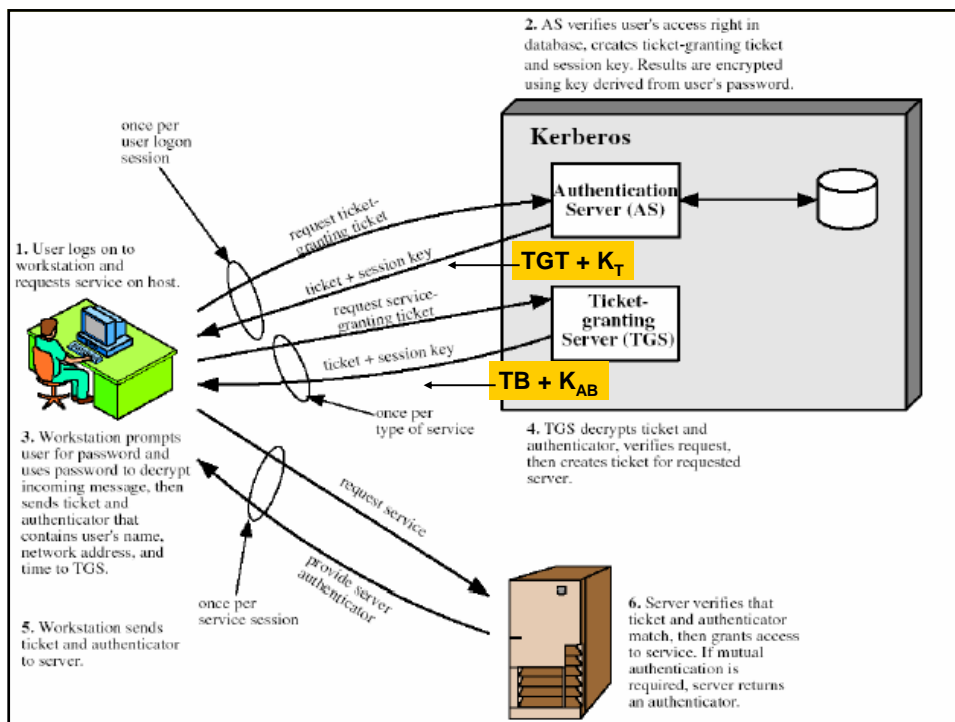 2. AS verifies user's access right in
database, creates ticket-granting ticket
and session key. Results are encrypted
using key derived from user's password.
once per
user logon
session
Kerberos
Authentication
Server (AS)
request ticket-
granting ticket
1. User logs on to
workstation and
requests service on host.
ticket + session key
TGT + K_T
request service-
granting ticket
Ticket-
granting
Server (TGS)
ticket + session key
TB + K_AB
once per
type of service
3. Workstation prompts
user for password and
uses password to decrypt
incoming message, then
sends ticket and
authenticator that
contains user's name,
network address, and
time to TGS.
4. TGS decrypts ticket and
authenticator, verifies request,
then creates ticket for requested
server.
request service
provide server
authenticator
once per
service session
5. Workstation sends
ticket and authenticator
to server.
6. Server verifies that
ticket and authenticator
match, then grants access
to service. If mutual
authentication is
required, server returns
an authenticator.